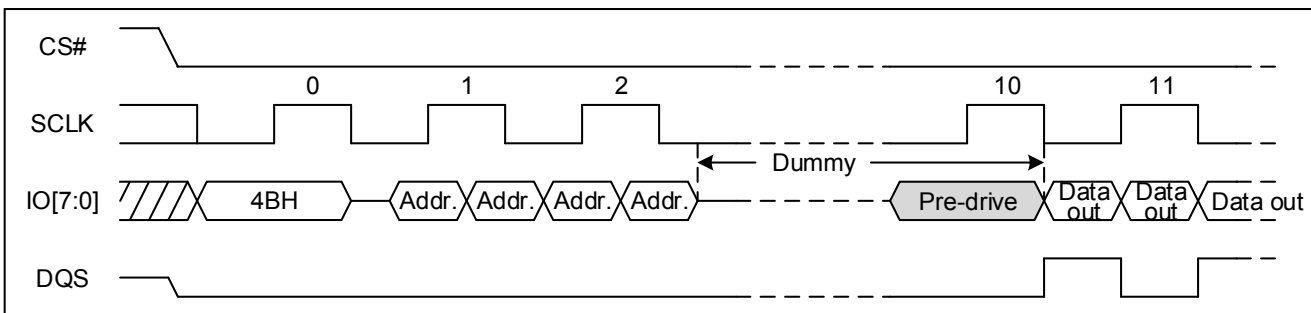 CS#
0 1 2 10 11
SCLK
Dummy
IO[7:0] 4BH Addr. Addr. Addr. Addr. Pre-drive Data out Data out Data out
DQS